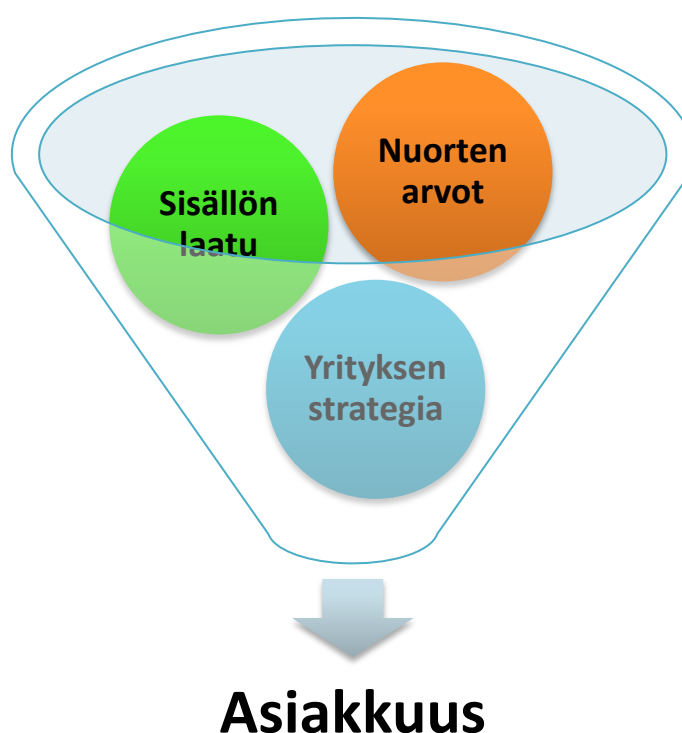 Nuorten
arvot
Sisällön
laatu
Yrityksen
strategia
Asiakkuus